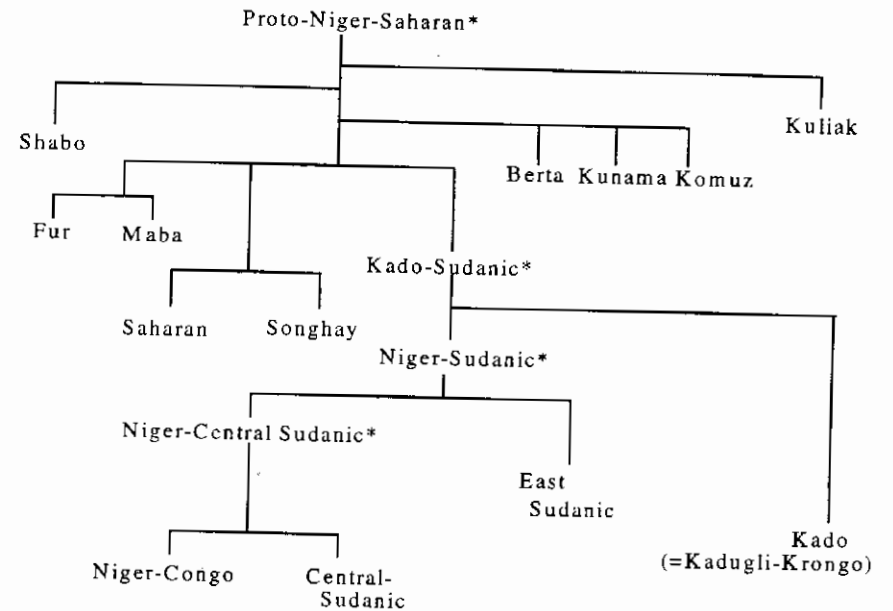 Proto-Niger-Saharan*
Shabo
Kuliak
Berta Kunama Komuz
Fur Maba
Kado-Sudanic*
Saharan Songhay
Niger-Sudanic*
Niger-Central Sudanic*
East
Sudanic
Kado
(=Kadugli-Krongo)
Niger-Congo
Central-
Sudanic